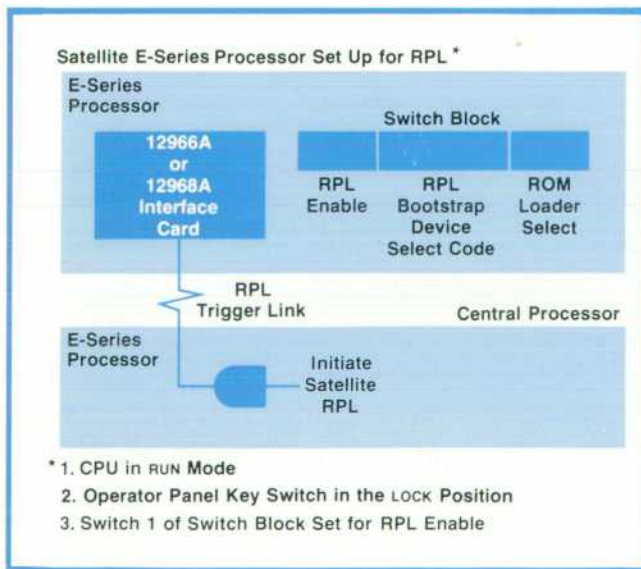 Satellite E-Series Processor Set Up for RPL *
E-Series
Processor
12966A
or
12968A
Interface
Card
Switch Block
RPL
Enable
RPL
Bootstrap
Device
Select Code
ROM
Loader
Select
RPL
Trigger Link
Central Processor
E-Series
Processor
Initiate
Satellite
RPL
* 1. CPU in RUN Mode
2. Operator Panel Key Switch in the LOCK Position
3. Switch 1 of Switch Block Set for RPL Enable